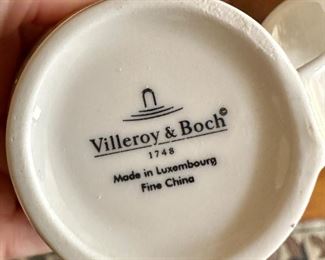 Villeroy & Boch©
1748
Made in Luxembourg
Fine China